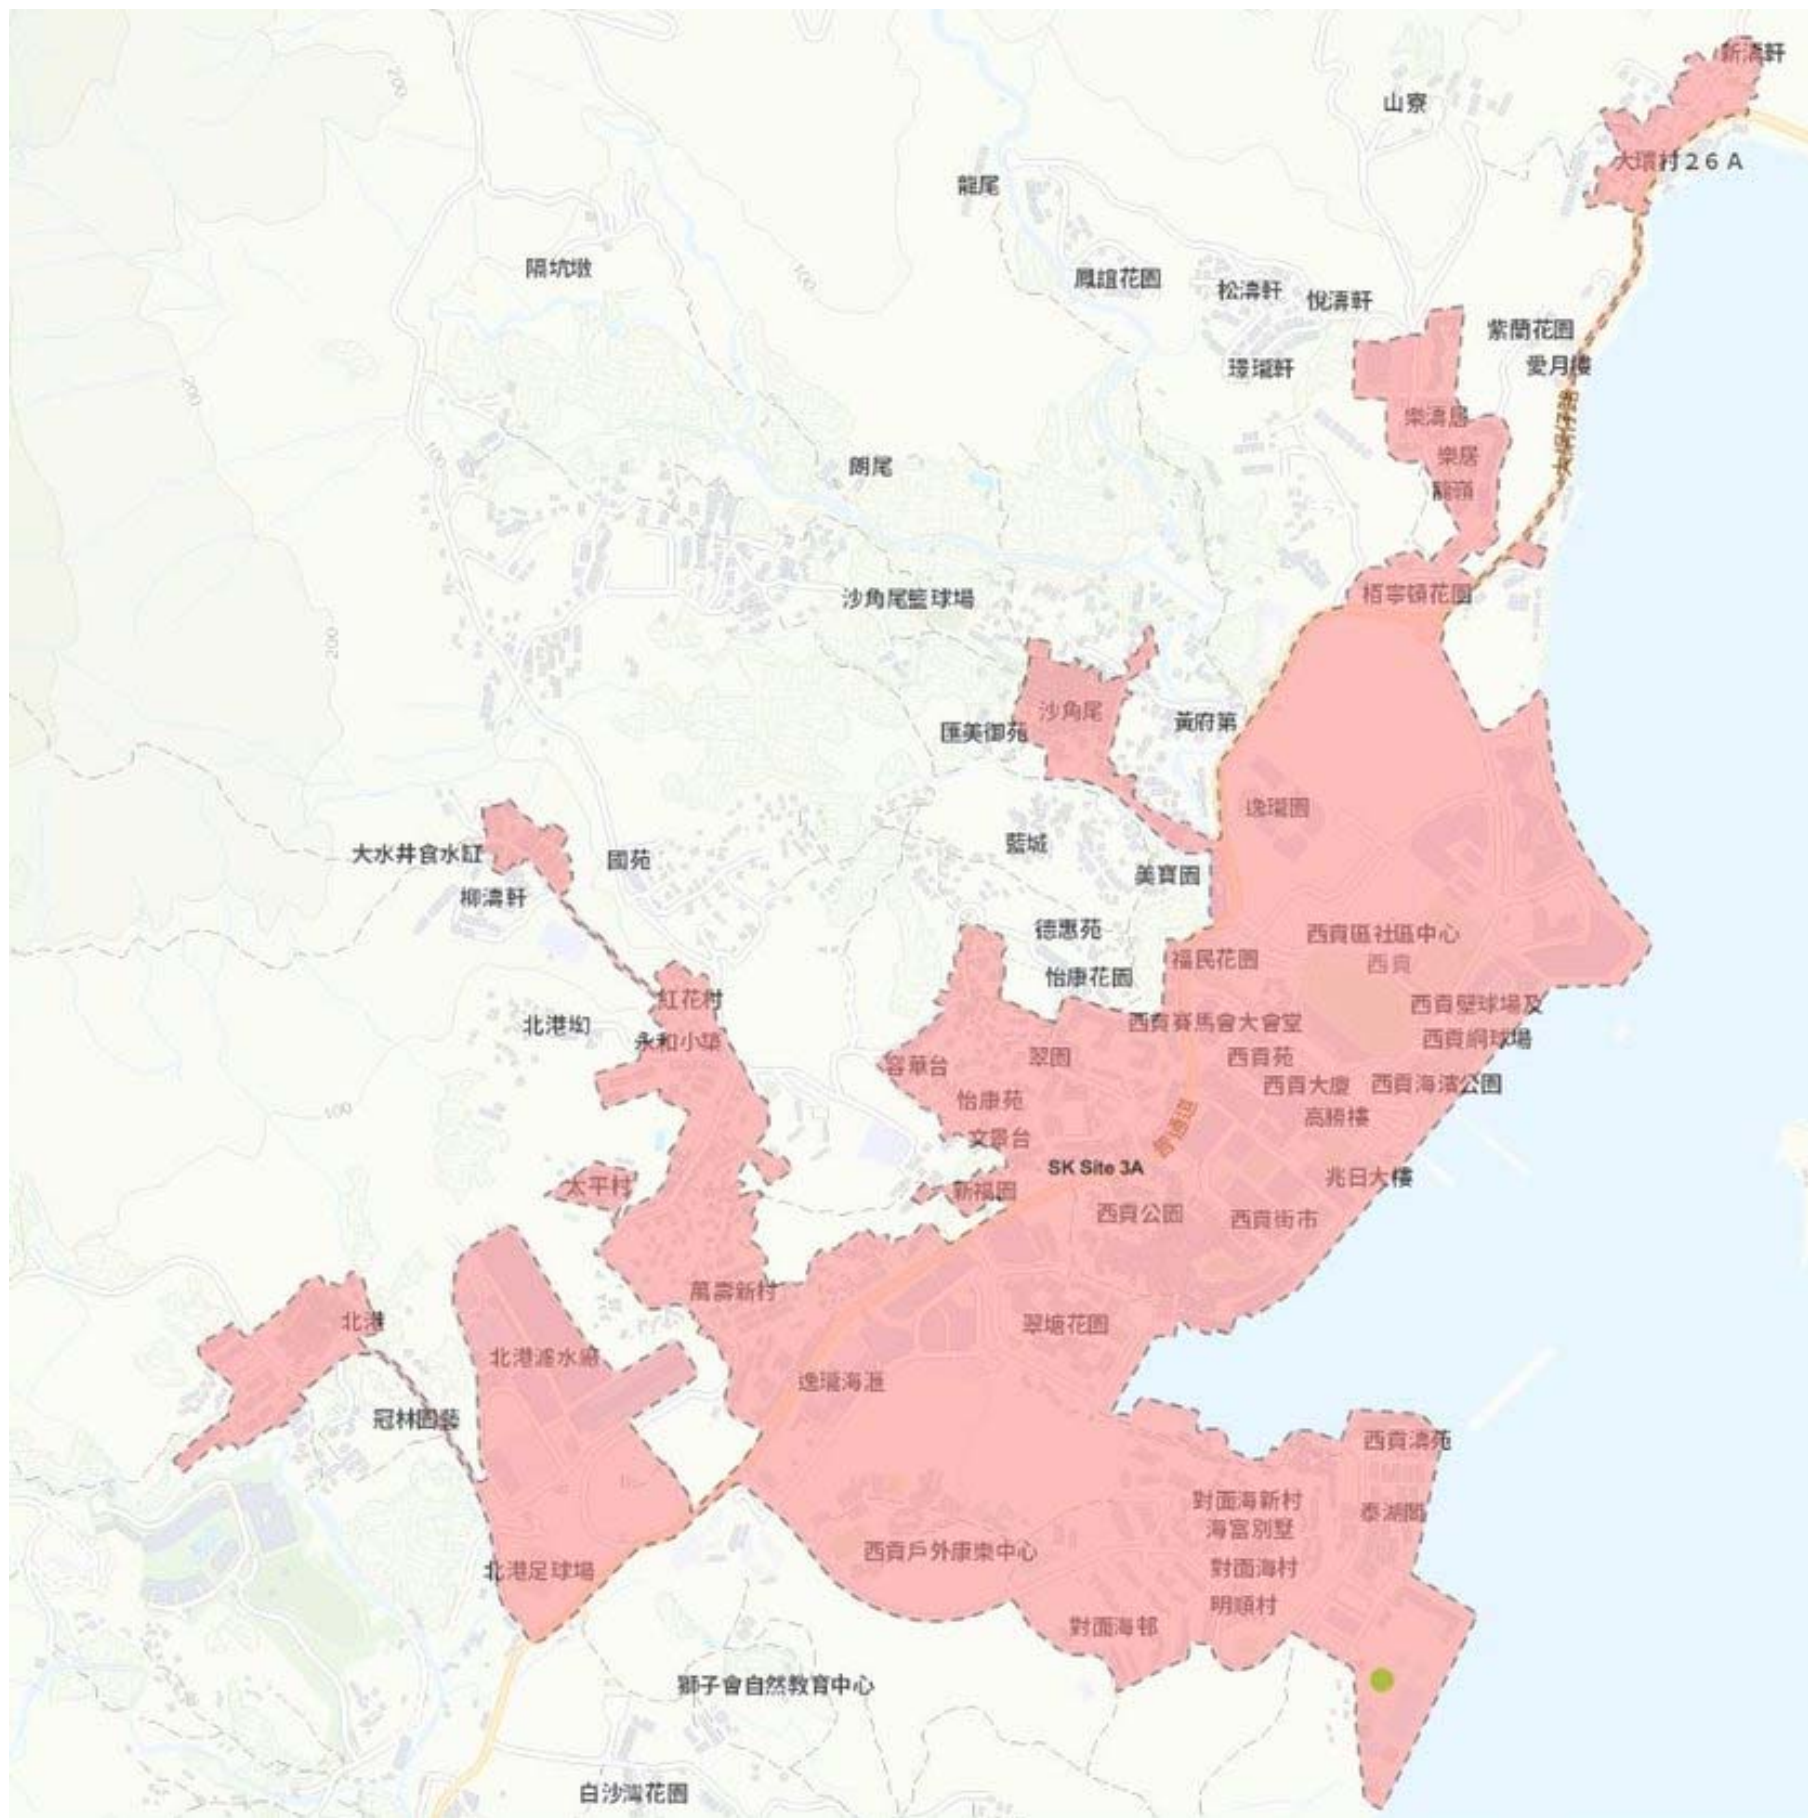 新濤軒
山寮
大環村26A
龍尾
隔坑墩
鳳誼花園
松濤軒
悅濤軒
紫蘭花園
璟瓏軒
愛月樓
樂濤居
樂居
龍嶺
朗尾
沙角尾籃球場
栢寧頓花園
沙角尾
匯美御苑
黃府第
逸瓏園
大水井食水缸
國苑
藍城
美寶園
柳濤軒
德惠苑
西貢區社區中心
西貢
福民花園
怡康花園
紅花村
北港坳
永和小築
西貢賽馬會大會堂
西貢壁球場及
西貢網球場
容華台
翠園
西貢苑
怡康苑
西貢大廈
西貢海濱公園
高勝樓
普通道
文景台
SK Site 3A
太平村
新福園
兆日大樓
西貢公園
西貢街市
萬壽新村
北港
翠塘花園
北港濾水廠
逸瓏海滙
冠林園藝
西貢濤苑
對面海新村
海富別墅
泰湖閣
西貢戶外康樂中心
對面海村
北港足球場
明順村
對面海邨
獅子會自然教育中心
白沙灣花園
200
100
200
100
200
100